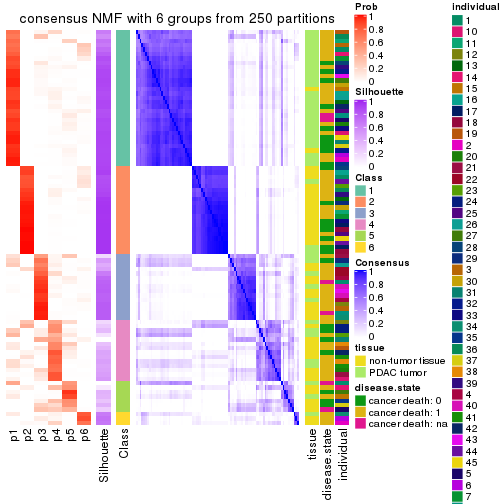 consensus NMF with 6 groups from 250 partitions
p1
p2
p3
p4
p5
p6
Silhouette
Class
tissue
disease.state
individual
Prob
0.8
0.6
0.4
0.2
0
Silhouette
1
0.8
0.6
0.4
0.2
0
Class
1
2
3
4
5
6
Consensus
1
0.8
0.6
0.4
0.2
0
tissue
non-tumor tissue
PDAC tumor
disease.state
cancer death: 0
cancer death: 1
cancer death: na
individual
1
10
11
12
13
14
15
16
17
18
19
2
20
21
22
23
24
25
26
27
28
29
3
30
31
32
33
34
35
36
37
38
39
4
40
41
42
43
44
45
5
6
7